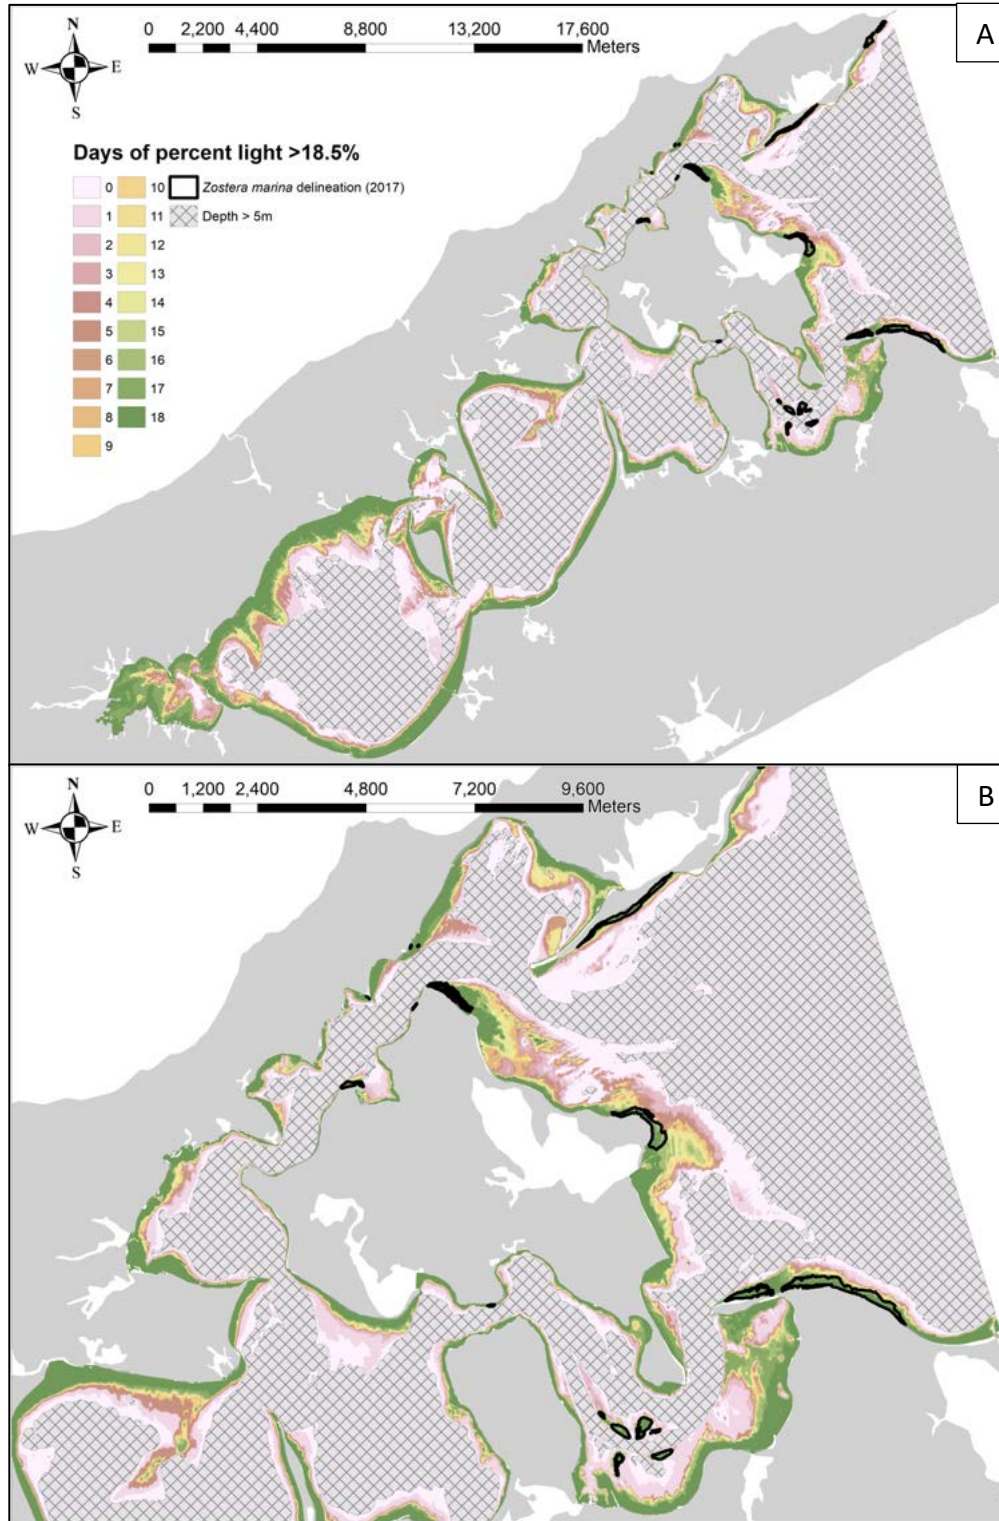 A
N
W E
S
0 2,200 4,400 8,800 13,200 17,600
Meters
Days of percent light >18.5%
0 10 Zostera marina delineation (2017)
1 11 Depth > 5m
2 12
3 13
4 14
5 15
6 16
7 17
8 18
9
B
N
W E
S
0 1,200 2,400 4,800 7,200 9,600
Meters